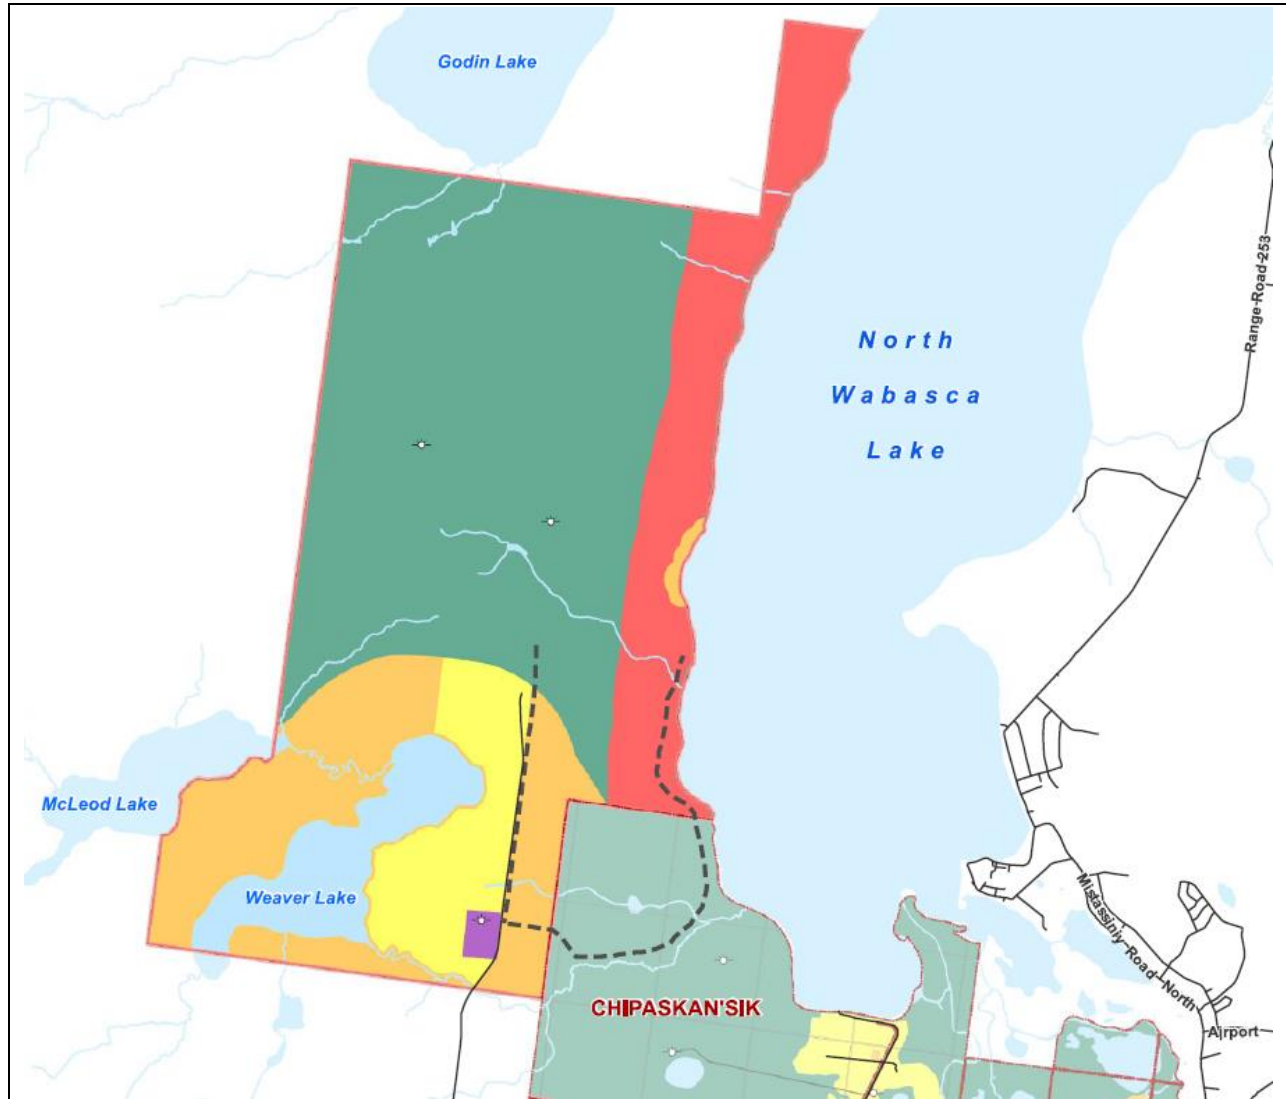 Godin Lake
Range Road 253
North
Wabasca
Lake
McLeod Lake
Weaver Lake
Mistassiniy Road North
CHIPASKAN'SIK
Airport